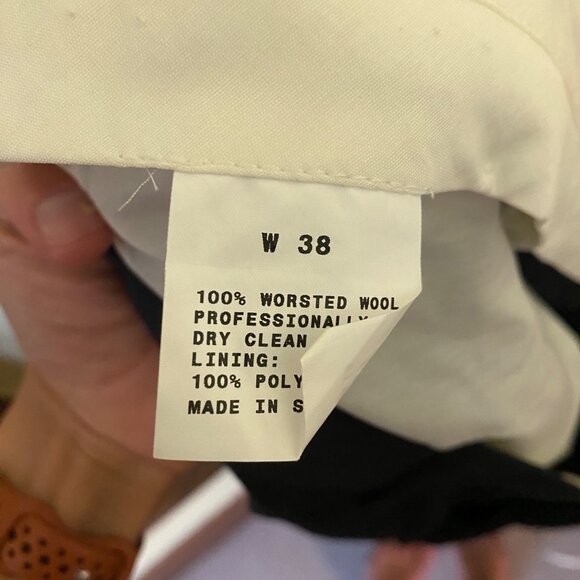 W 38
100% WORSTED WOOL
PROFESSIONALLY
DRY CLEAN
LINING:
100% POLY
MADE IN S